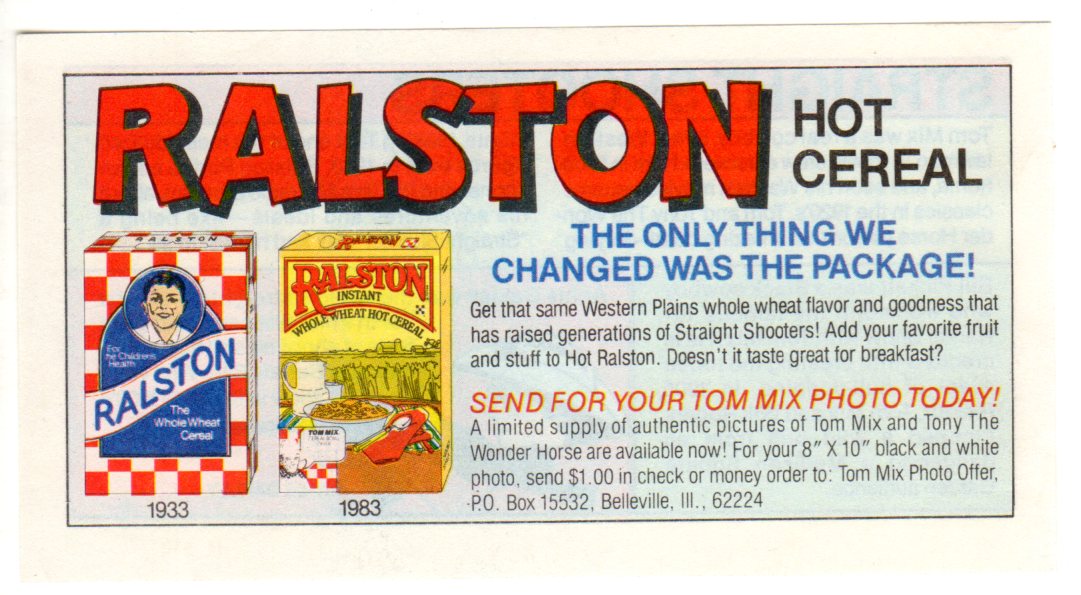 RALSTON
HOT
CEREAL
THE ONLY THING WE
CHANGED WAS THE PACKAGE!
Get that same Western Plains whole wheat flavor and goodness that
has raised generations of Straight Shooters! Add your favorite fruit
and stuff to Hot Ralston. Doesn't it taste great for breakfast?
SEND FOR YOUR TOM MIX PHOTO TODAY!
A limited supply of authentic pictures of Tom Mix and Tony The
Wonder Horse are available now! For your 8" X 10" black and white
photo, send $1.00 in check or money order to: Tom Mix Photo Offer,
P.O. Box 15532, Belleville, Ill., 62224
RALSTON
For
the Children's
Health
RALSTON
The
Whole Wheat
Cereal
1933
RALSTON
RALSTON
INSTANT
WHOLE WHEAT HOT CEREAL
TOM MIX
1983